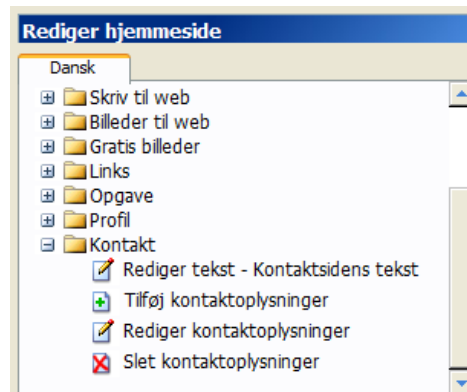 Rediger hjemmeside
Dansk
Skriv til web
Billeder til web
Gratis billeder
Links
Opgave
Profil
Kontakt
Rediger tekst - Kontaktsidens tekst
Tilføj kontaktoplysninger
Rediger kontaktoplysninger
Slet kontaktoplysninger